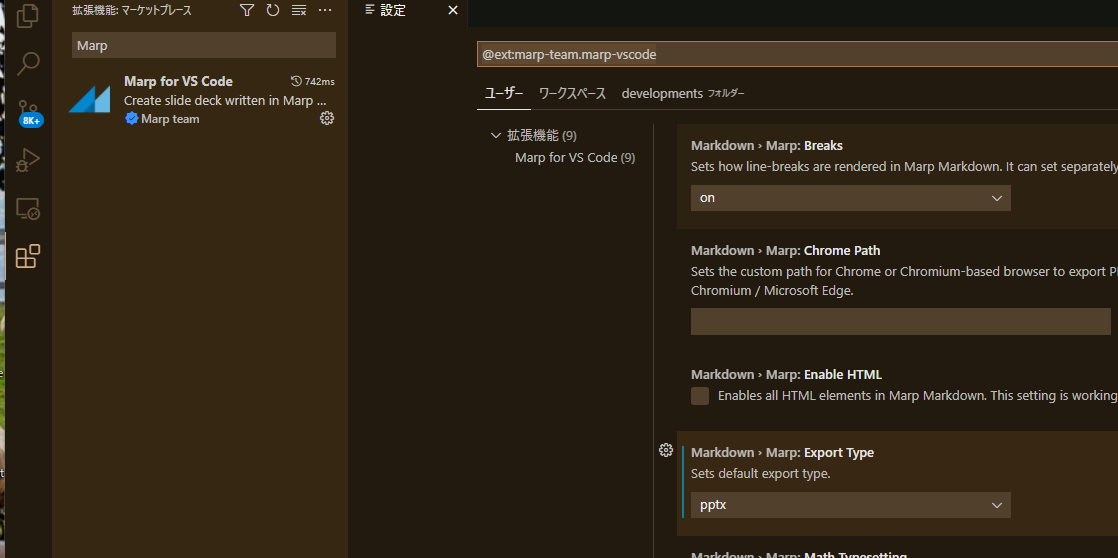 拡張機能: マーケットプレース
Marp
Marp for VS Code
742ms
Create slide deck written in Marp ...
Marp team
8K+
設定
@ext:marp-team.marp-vscode
ユーザー
ワークスペース
developments フォルダー
拡張機能 (9)
Marp for VS Code (9)
Markdown › Marp: Breaks
Sets how line-breaks are rendered in Marp Markdown. It can set separately
on
Markdown › Marp: Chrome Path
Sets the custom path for Chrome or Chromium-based browser to export
Chromium / Microsoft Edge.
Markdown › Marp: Enable HTML
Enables all HTML elements in Marp Markdown. This setting is working
Markdown › Marp: Export Type
Sets default export type.
pptx
Markdown › Marp: Math Typesetting